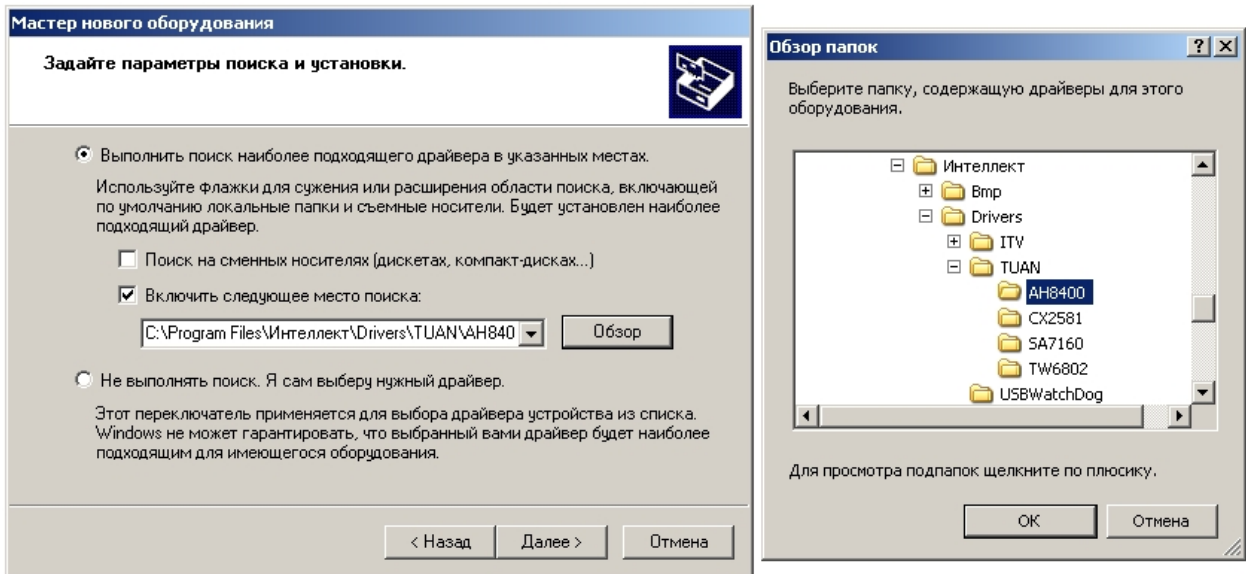 Мастер нового оборудования
Задайте параметры поиска и установки.
Выполнить поиск наиболее подходящего драйвера в указанных местах.
Используйте флажки для сужения или расширения области поиска, включающей
по умолчанию локальные папки и съемные носители. Будет установлен наиболее
подходящий драйвер.
Поиск на сменных носителях (дискетах, компакт-дисках...)
Включить следующее место поиска:
C:\Program Files\Интеллект\Drivers\TUAN\AH840
Обзор
Не выполнять поиск. Я сам выберу нужный драйвер.
Этот переключатель применяется для выбора драйвера устройства из списка.
Windows не может гарантировать, что выбранный вами драйвер будет наиболее
подходящим для имеющегося оборудования.
< Назад
Далее >
Отмена
Обзор папок
Выберите папку, содержащую драйверы для этого
оборудования.
Интеллект
Bmp
Drivers
ITV
TUAN
AH8400
CX2581
SA7160
TW6802
USBWatchDog
Для просмотра подпапок щелкните по плюсику.
ОК
Отмена